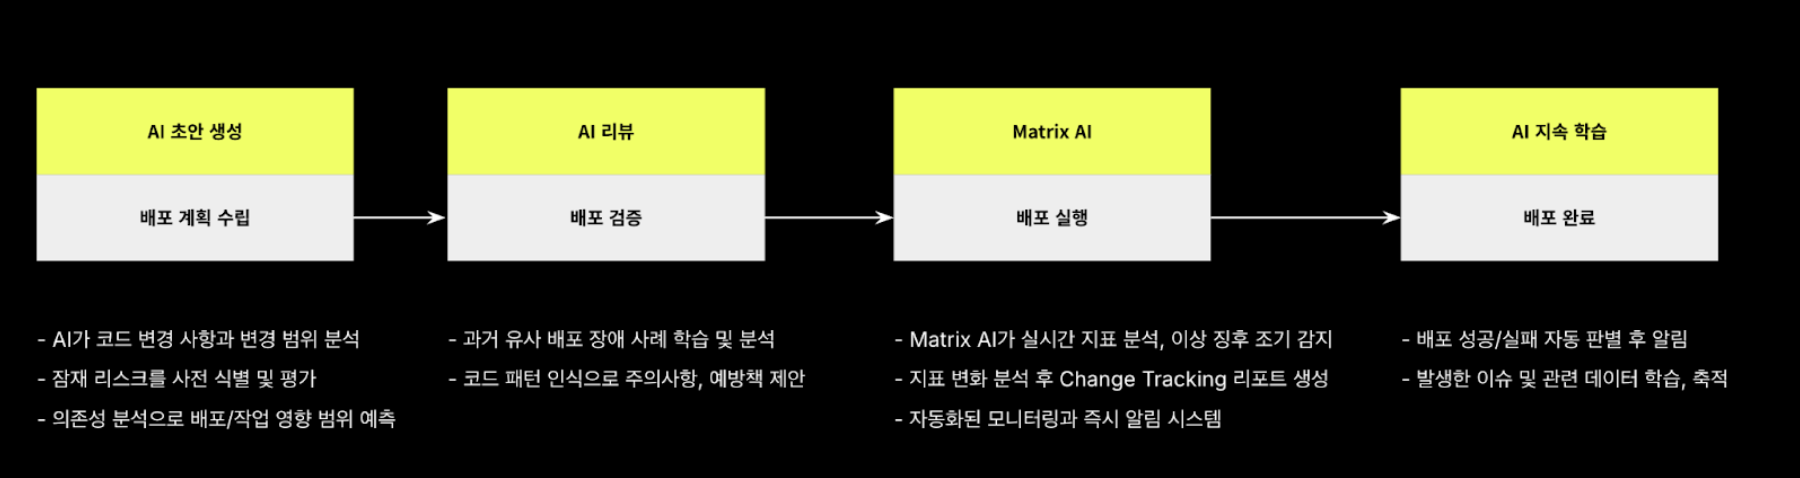 AI 초안 생성
배포 계획 수립
- AI가 코드 변경 사항과 변경 범위 분석
- 잠재 리스크를 사전 식별 및 평가
- 의존성 분석으로 배포/작업 영향 범위 예측
AI 리뷰
배포 검증
- 과거 유사 배포 장애 사례 학습 및 분석
- 코드 패턴 인식으로 주의사항, 예방책 제안
Matrix AI
배포 실행
- Matrix AI가 실시간 지표 분석, 이상 징후 조기 감지
- 지표 변화 분석 후 Change Tracking 리포트 생성
- 자동화된 모니터링과 즉시 알림 시스템
AI 지속 학습
배포 완료
- 배포 성공/실패 자동 판별 후 알림
- 발생한 이슈 및 관련 데이터 학습, 축적